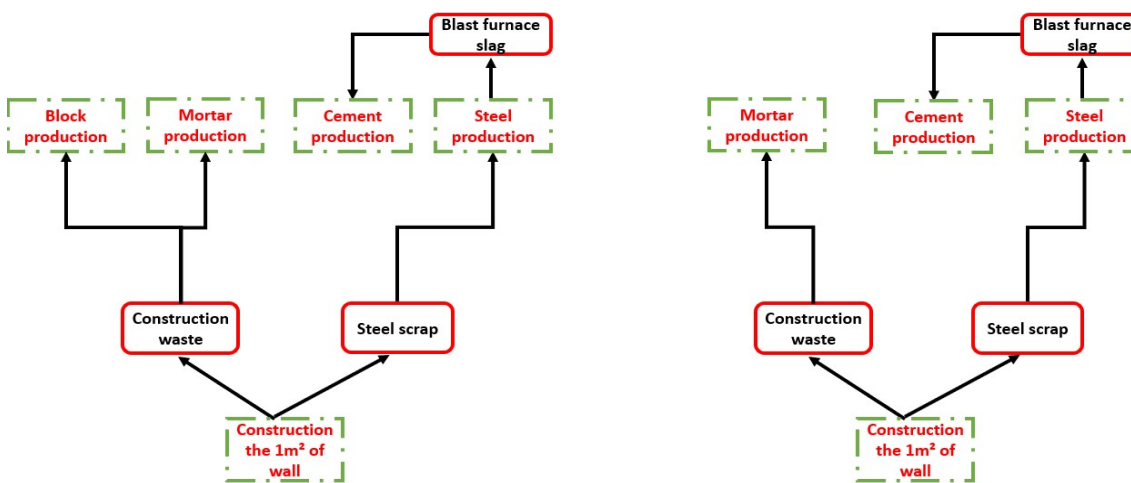 Blast furnace
slag
Block
production
Mortar
production
Cement
production
Steel
production
Construction
waste
Steel scrap
Construction
the 1m² of
wall
Blast furnace
slag
Mortar
production
Cement
production
Steel
production
Construction
waste
Steel scrap
Construction
the 1m² of
wall